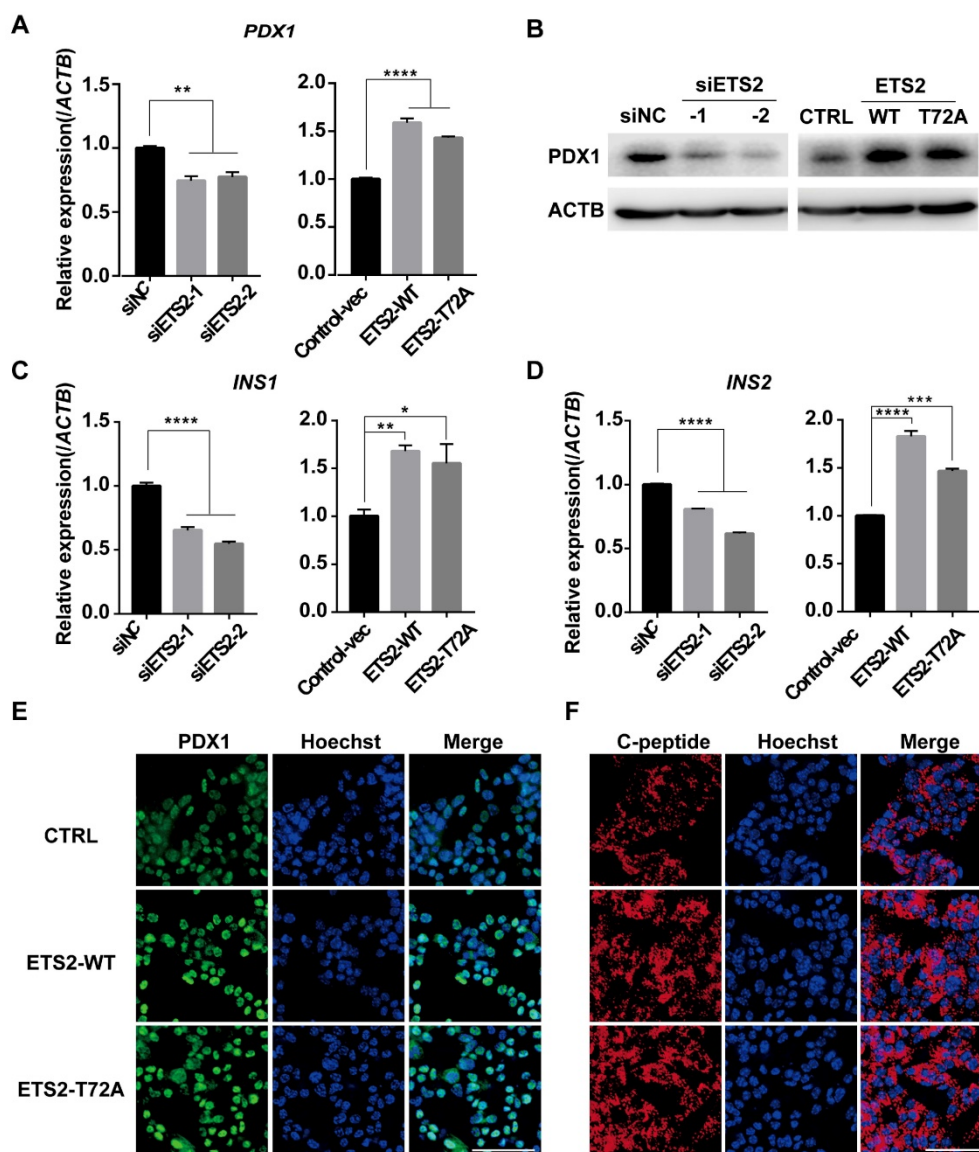 A
PDX1
Relative expression(/ACTB)
1.5
1.0
0.5
0.0
**
siNC
siETS2-1
siETS2-2
2.0
1.5
1.0
0.5
0.0
****
Control-vec
ETS2-WT
ETS2-T72A
B
siETS2 ETS2
siNC -1 -2 CTRL WT T72A
PDX1
ACTB
C
INS1
Relative expression(/ACTB)
1.5
1.0
0.5
0.0
****
siNC
siETS2-1
siETS2-2
2.0
1.5
1.0
0.5
0.0
*
**
Control-vec
ETS2-WT
ETS2-T72A
D
INS2
Relative expression(/ACTB)
1.5
1.0
0.5
0.0
****
siNC
siETS2-1
siETS2-2
2.0
1.5
1.0
0.5
0.0
***
****
Control-vec
ETS2-WT
ETS2-T72A
E
PDX1 Hoechst Merge
CTRL
ETS2-WT
ETS2-T72A
F
C-peptide Hoechst Merge